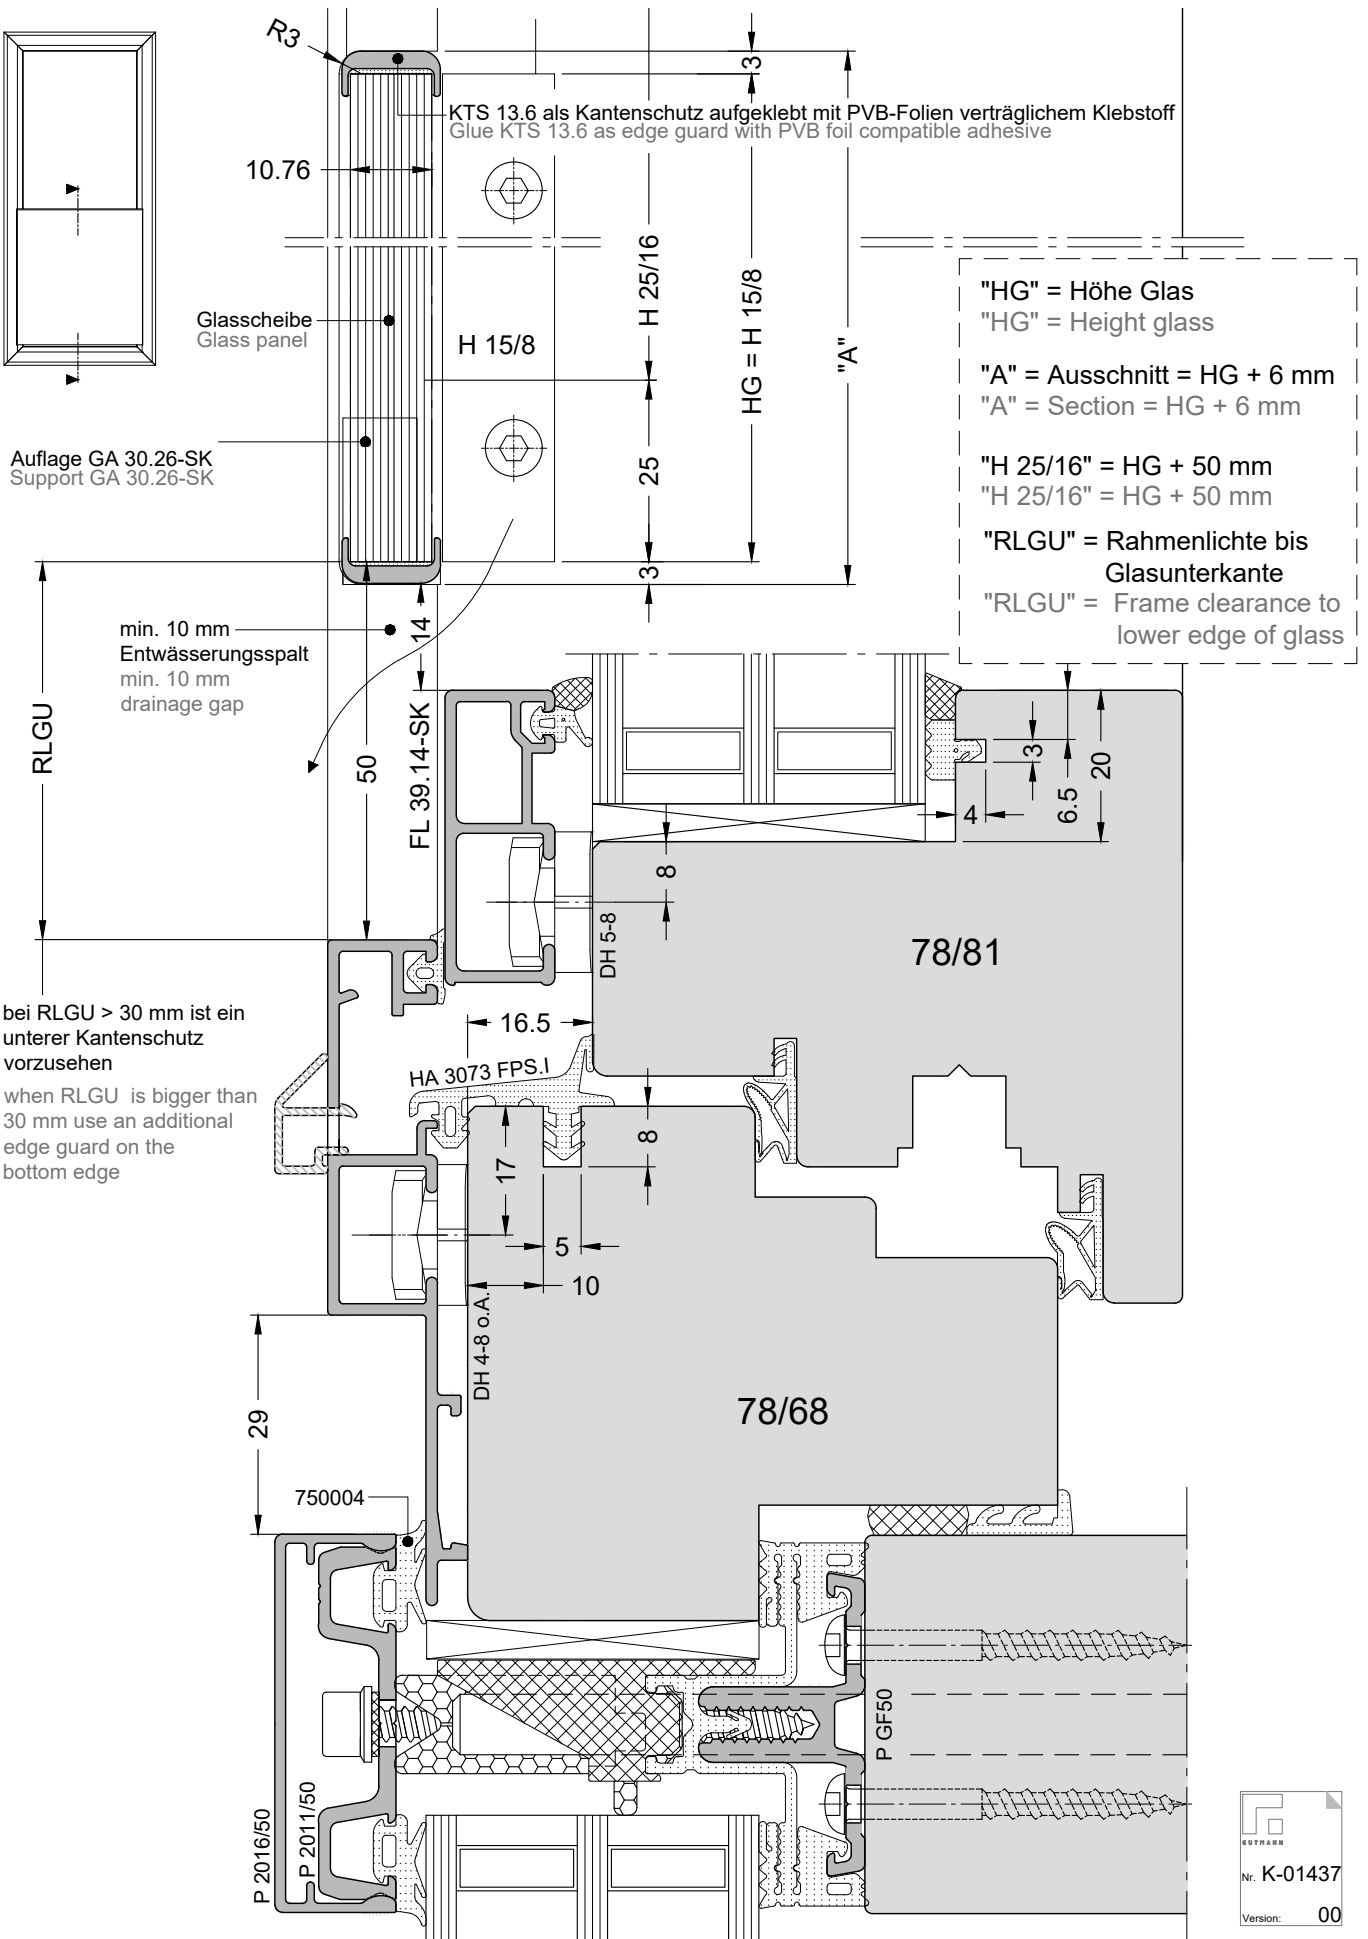 R3
3
KTS 13.6 als Kantenschutz aufgeklebt mit PVB-Folien verträglichem Klebstoff
Glue KTS 13.6 as edge guard with PVB foil compatible adhesive
10.76
H 25/16
HG = H 15/8
"A"
Glasscheibe
Glass panel
H 15/8
"HG" = Höhe Glas
"HG" = Height glass
"A" = Ausschnitt = HG + 6 mm
"A" = Section = HG + 6 mm
"H 25/16" = HG + 50 mm
"H 25/16" = HG + 50 mm
"RLGU" = Rahmenlichte bis
Glasunterkante
"RLGU" = Frame clearance to
lower edge of glass
Auflage GA 30.26-SK
Support GA 30.26-SK
25
3
14
min. 10 mm
Entwässerungsspalt
min. 10 mm
drainage gap
RLGU
50
FL 39.14-SK
3
4
6.5
20
8
DH 5-8
78/81
bei RLGU > 30 mm ist ein
unterer Kantenschutz
vorzusehen
when RLGU is bigger than
30 mm use an additional
edge guard on the
bottom edge
16.5
HA 3073 FPS.I
8
17
5
10
DH 4-8 o.A.
78/68
29
750004
P 2016/50
P 2011/50
P GF50
GUTMANN
Nr. K-01437
Version: 00